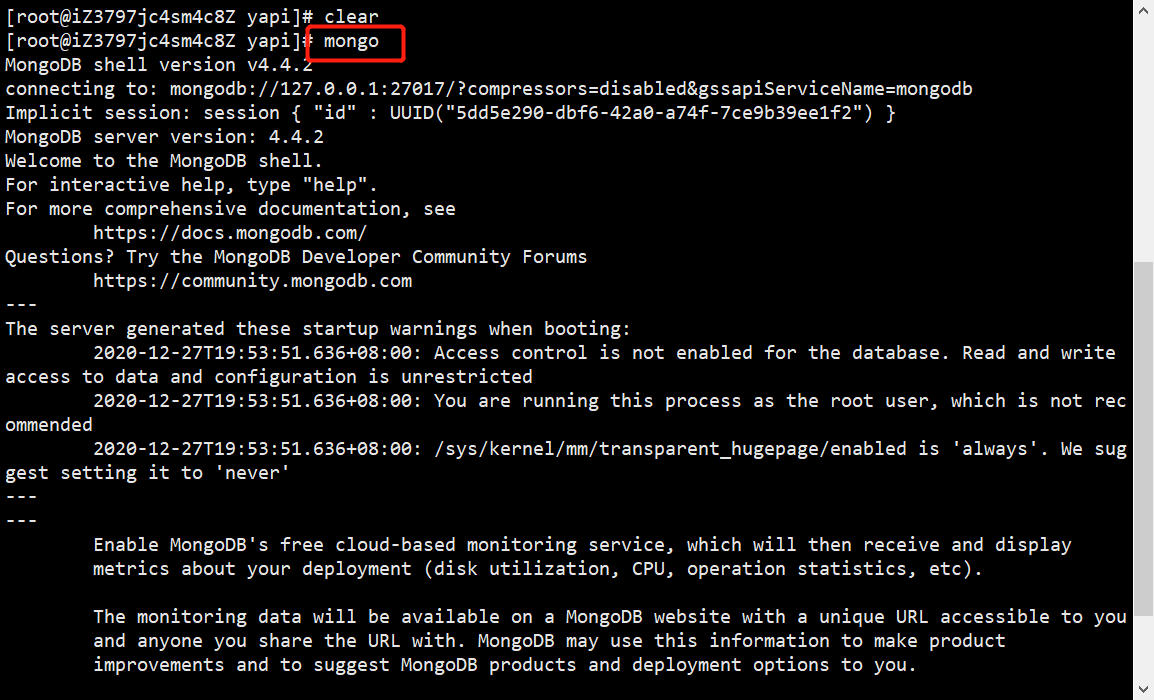 [root@iZ3797jc4sm4c8Z yapi]# clear
[root@iZ3797jc4sm4c8Z yapi]# mongo
MongoDB shell version v4.4.2
connecting to: mongodb://127.0.0.1:27017/?compressors=disabled&gssapiServiceName=mongodb
Implicit session: session { "id" : UUID("5dd5e290-dbf6-42a0-a74f-7ce9b39ee1f2") }
MongoDB server version: 4.4.2
Welcome to the MongoDB shell.
For interactive help, type "help".
For more comprehensive documentation, see
        https://docs.mongodb.com/
Questions? Try the MongoDB Developer Community Forums
        https://community.mongodb.com
---
The server generated these startup warnings when booting:
        2020-12-27T19:53:51.636+08:00: Access control is not enabled for the database. Read and write
access to data and configuration is unrestricted
        2020-12-27T19:53:51.636+08:00: You are running this process as the root user, which is not rec
ommended
        2020-12-27T19:53:51.636+08:00: /sys/kernel/mm/transparent_hugepage/enabled is 'always'. We sug
gest setting it to 'never'
---
---
        Enable MongoDB's free cloud-based monitoring service, which will then receive and display
        metrics about your deployment (disk utilization, CPU, operation statistics, etc).

        The monitoring data will be available on a MongoDB website with a unique URL accessible to you
        and anyone you share the URL with. MongoDB may use this information to make product
        improvements and to suggest MongoDB products and deployment options to you.